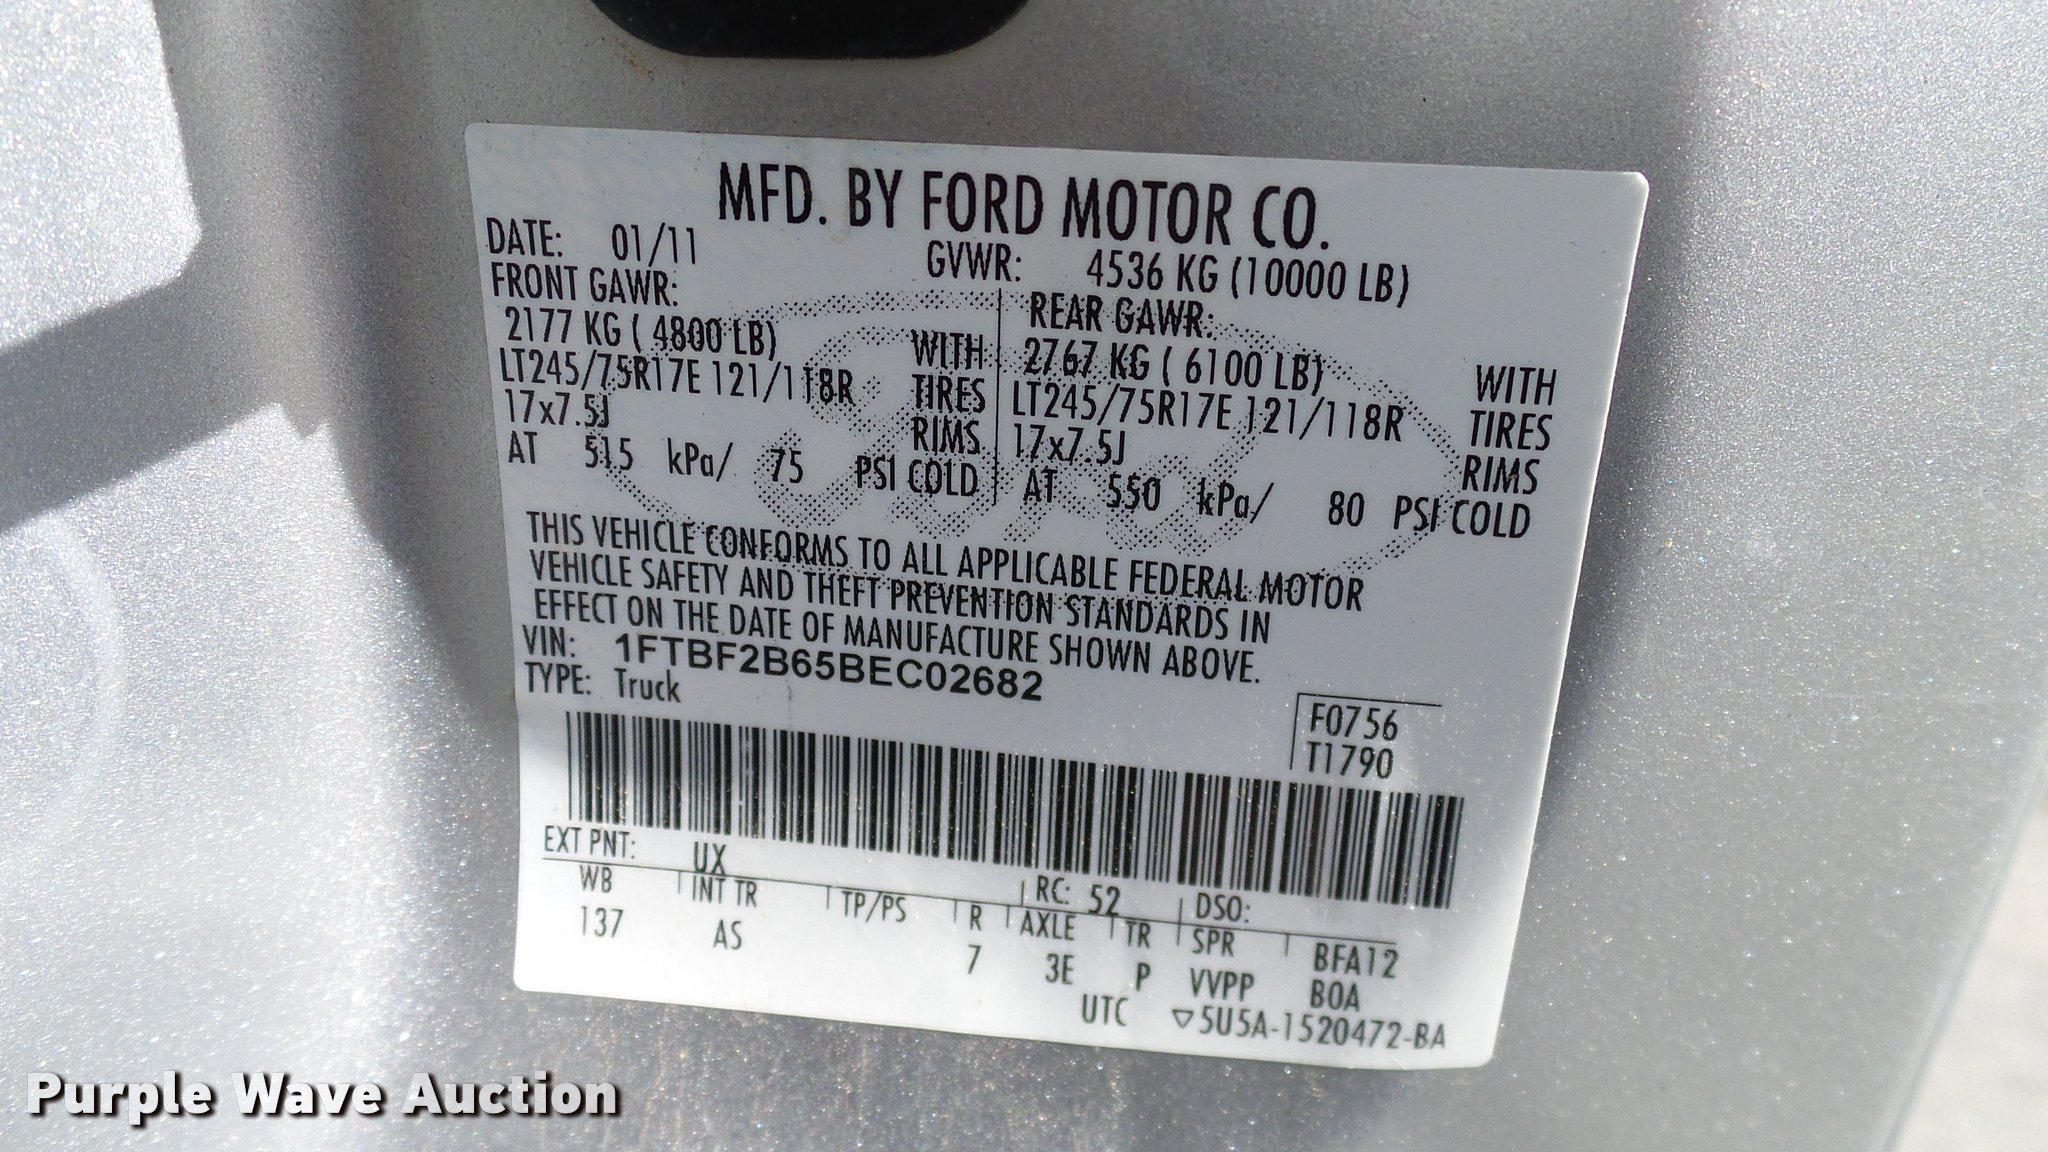 MFD. BY FORD MOTOR CO.
DATE: 01/11 GVWR: 4536 KG (10000 LB)
FRONT GAWR: REAR GAWR:
2177 KG ( 4800 LB) WITH 2767 KG ( 6100 LB) WITH
LT245/75R17E 121/118R TIRES LT245/75R17E 121/118R TIRES
17x7.5J RIMS 17x7.5J RIMS
AT 515 kPa/ 75 PSI COLD AT 550 kPa/ 80 PSI COLD
THIS VEHICLE CONFORMS TO ALL APPLICABLE FEDERAL MOTOR
VEHICLE SAFETY AND THEFT PREVENTION STANDARDS IN
EFFECT ON THE DATE OF MANUFACTURE SHOWN ABOVE.
VIN: 1FTBF2B65BEC02682
TYPE: Truck
F0756
T1790
EXT PNT: UX RC: 52 DSO:
WB INT TR TP/PS R AXLE TR SPR BFA12
137 AS 7 3E P VVPP BOA
UTC ▽5U5A-1520472-BA
Purple Wave Auction